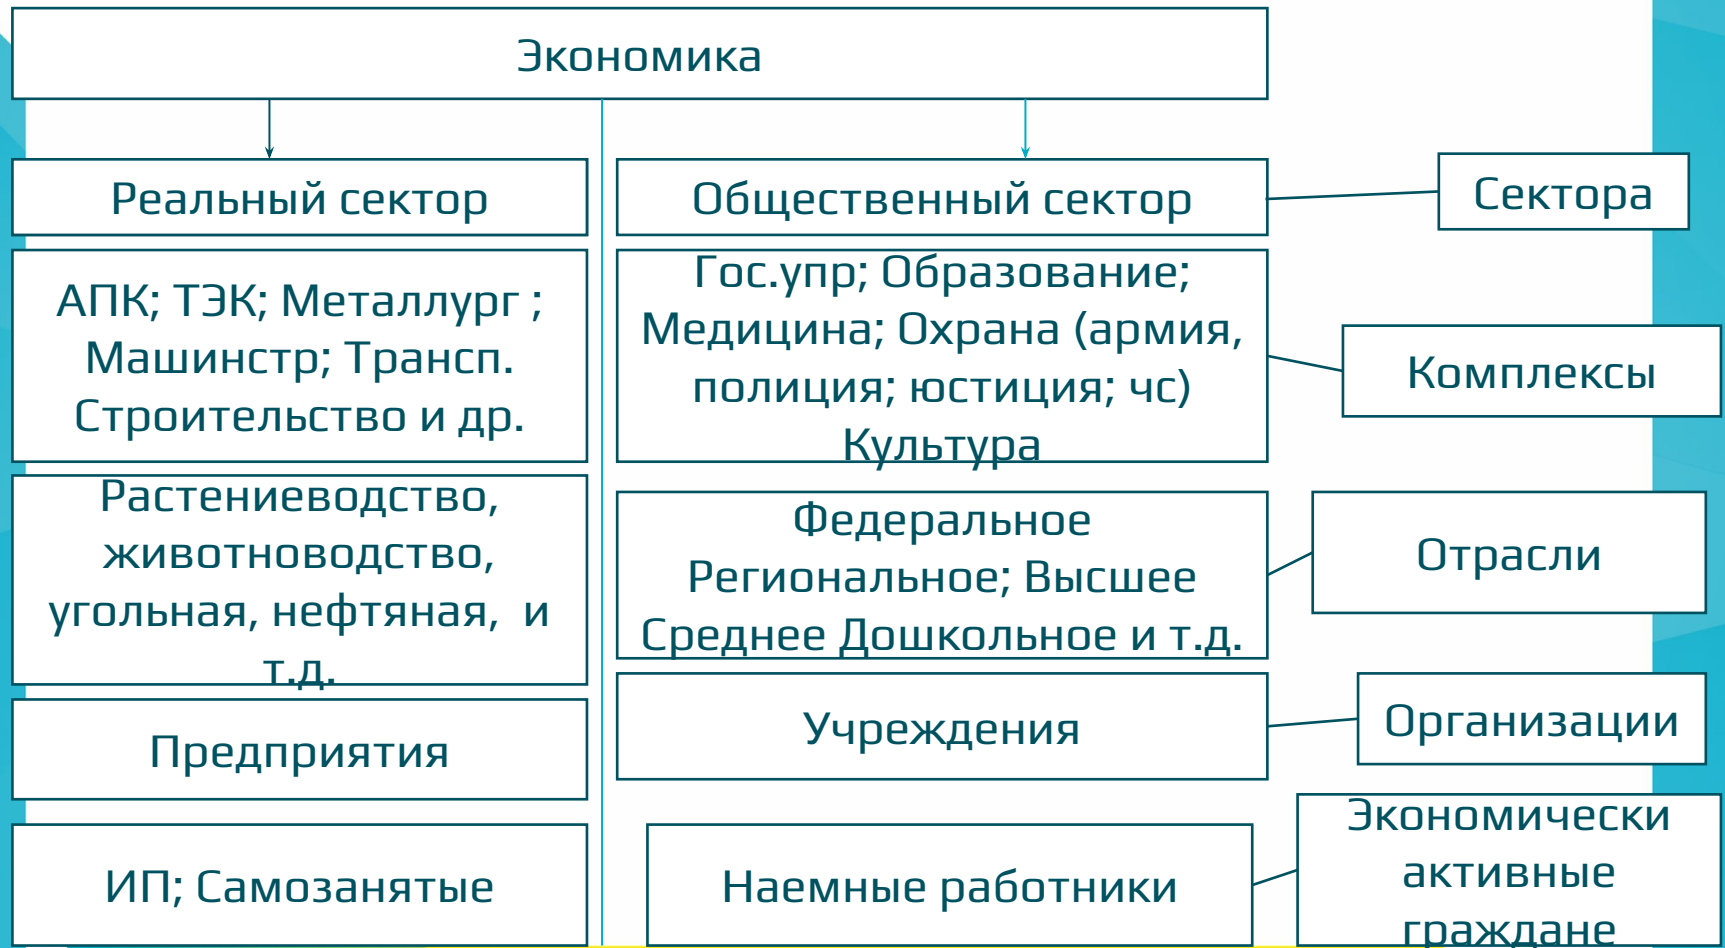 Экономика
Реальный сектор
Общественный сектор
Сектора
АПК; ТЭК; Металлург ;
Машинстр; Трансп.
Строительство и др.
Гос.упр; Образование;
Медицина; Охрана (армия,
полиция; юстиция; чс)
Культура
Комплексы
Растениеводство,
животноводство,
угольная, нефтяная, и
т.д.
Федеральное
Региональное; Высшее
Среднее Дошкольное и т.д.
Отрасли
Предприятия
Учреждения
Организации
ИП; Самозанятые
Наемные работники
Экономически
активные
граждане